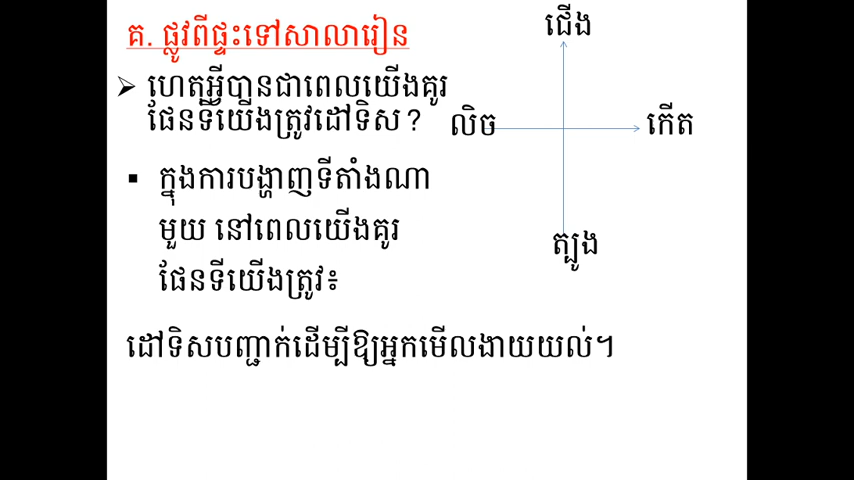 គ. ផ្លូវពីផ្ទះទៅសាលារៀន
ជើង
➢ ហេតុអ្វីបានជាពេលយើងគូរ
ផែនទីយើងត្រូវដៅទិស ?
លិច
កើត
▪ ក្នុងការបង្ហាញទីតាំងណា
មួយ នៅពេលយើងគូរ
ផែនទីយើងត្រូវ៖
ត្បូង
ដៅទិសបញ្ជាក់ដើម្បីឱ្យអ្នកមើលងាយយល់។